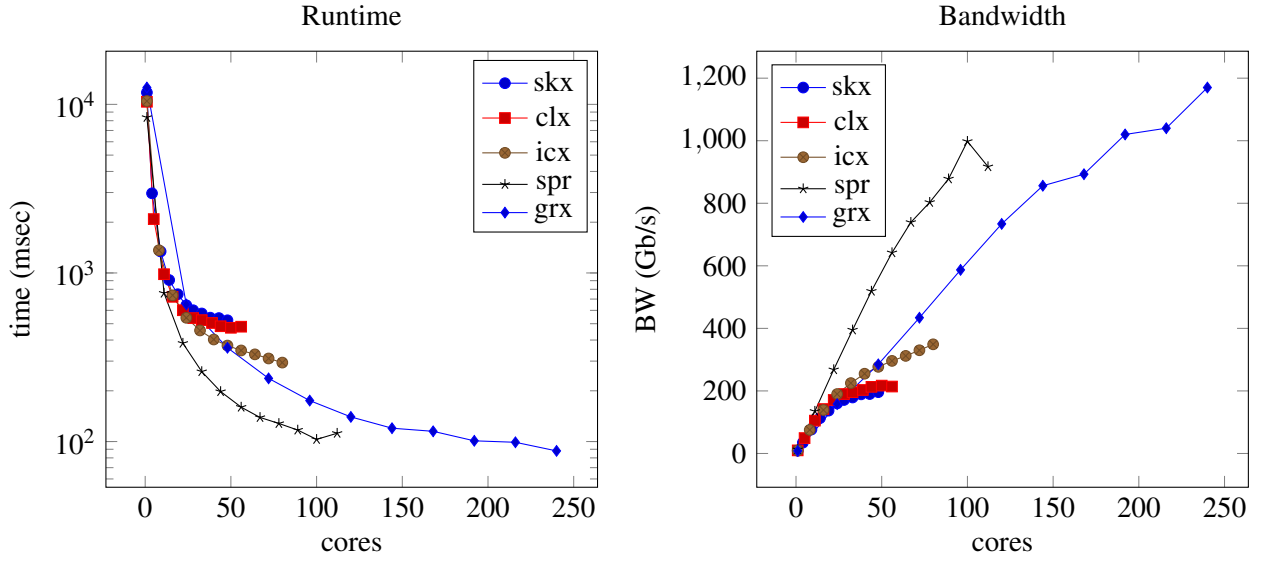 Runtime
10^4
10^3
10^2
time (msec)
0 50 100 150 200 250
cores
skx
clx
icx
spr
grx
Bandwidth
1,200
1,000
800
600
400
200
0
BW (Gb/s)
0 50 100 150 200 250
cores
skx
clx
icx
spr
grx